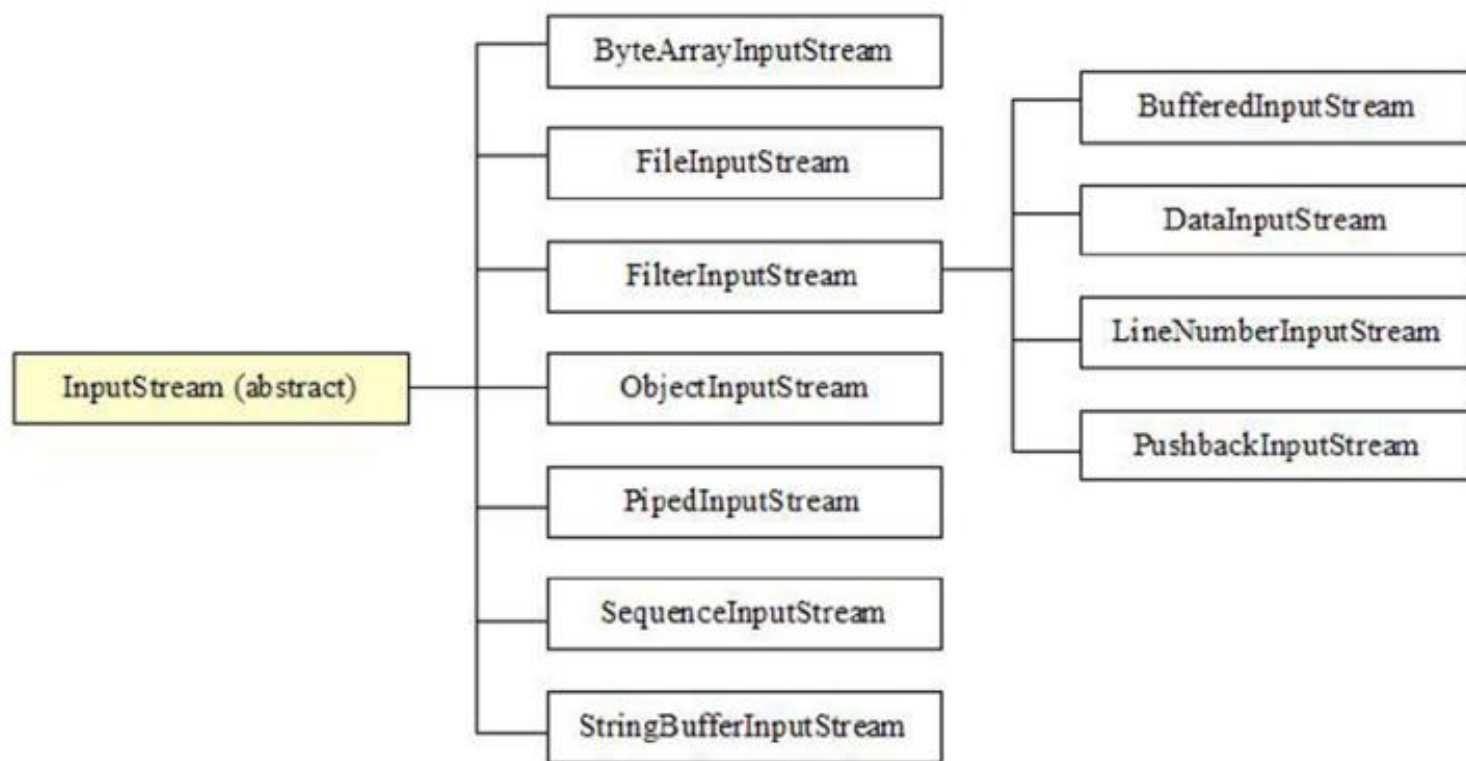 InputStream (abstract)
ByteArrayInputStream
FileInputStream
FilterInputStream
ObjectInputStream
PipedInputStream
SequenceInputStream
StringBufferInputStream
BufferedInputStream
DataInputStream
LineNumberInputStream
PushbackInputStream